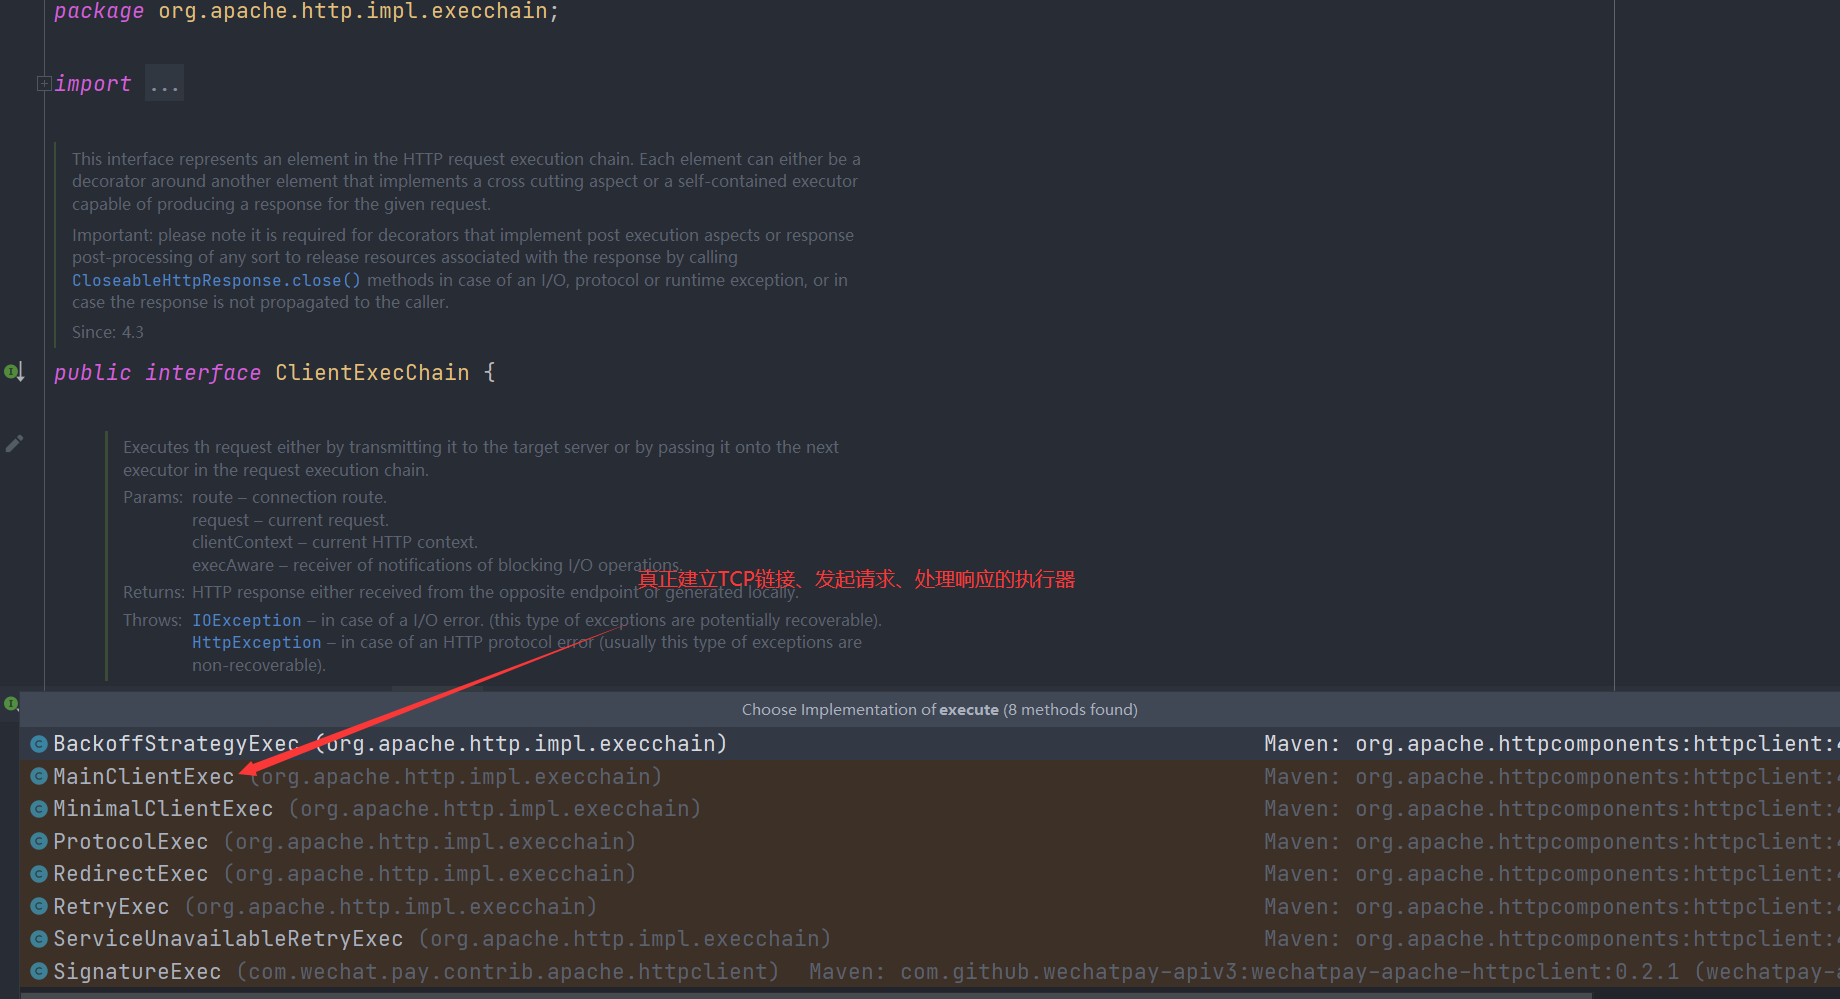 package org.apache.http.impl.execchain;
import ...
This interface represents an element in the HTTP request execution chain. Each element can either be a
decorator around another element that implements a cross cutting aspect or a self-contained executor
capable of producing a response for the given request.
Important: please note it is required for decorators that implement post execution aspects or response
post-processing of any sort to release resources associated with the response by calling
CloseableHttpResponse.close() methods in case of an I/O, protocol or runtime exception, or in
case the response is not propagated to the caller.
Since: 4.3
public interface ClientExecChain {
Executes th request either by transmitting it to the target server or by passing it onto the next
executor in the request execution chain.
Params: route – connection route.
request – current request.
clientContext – current HTTP context.
execAware – receiver of notifications of blocking I/O operations.
真正建立TCP链接、发起请求、处理响应的执行器
Returns: HTTP response either received from the opposite endpoint or generated locally.
Throws: IOException – in case of a I/O error. (this type of exceptions are potentially recoverable).
HttpException – in case of an HTTP protocol error (usually this type of exceptions are
non-recoverable).
Choose Implementation of execute (8 methods found)
BackoffStrategyExec (org.apache.http.impl.execchain) Maven: org.apache.httpcomponents:httpclient:4
MainClientExec (org.apache.http.impl.execchain) Maven: org.apache.httpcomponents:httpclient:4
MinimalClientExec (org.apache.http.impl.execchain) Maven: org.apache.httpcomponents:httpclient:4
ProtocolExec (org.apache.http.impl.execchain) Maven: org.apache.httpcomponents:httpclient:4
RedirectExec (org.apache.http.impl.execchain) Maven: org.apache.httpcomponents:httpclient:4
RetryExec (org.apache.http.impl.execchain) Maven: org.apache.httpcomponents:httpclient:4
ServiceUnavailableRetryExec (org.apache.http.impl.execchain) Maven: org.apache.httpcomponents:httpclient:4
SignatureExec (com.wechat.pay.contrib.apache.httpclient) Maven: com.github.wechatpay-apiv3:wechatpay-apache-httpclient:0.2.1 (wechatpay-a